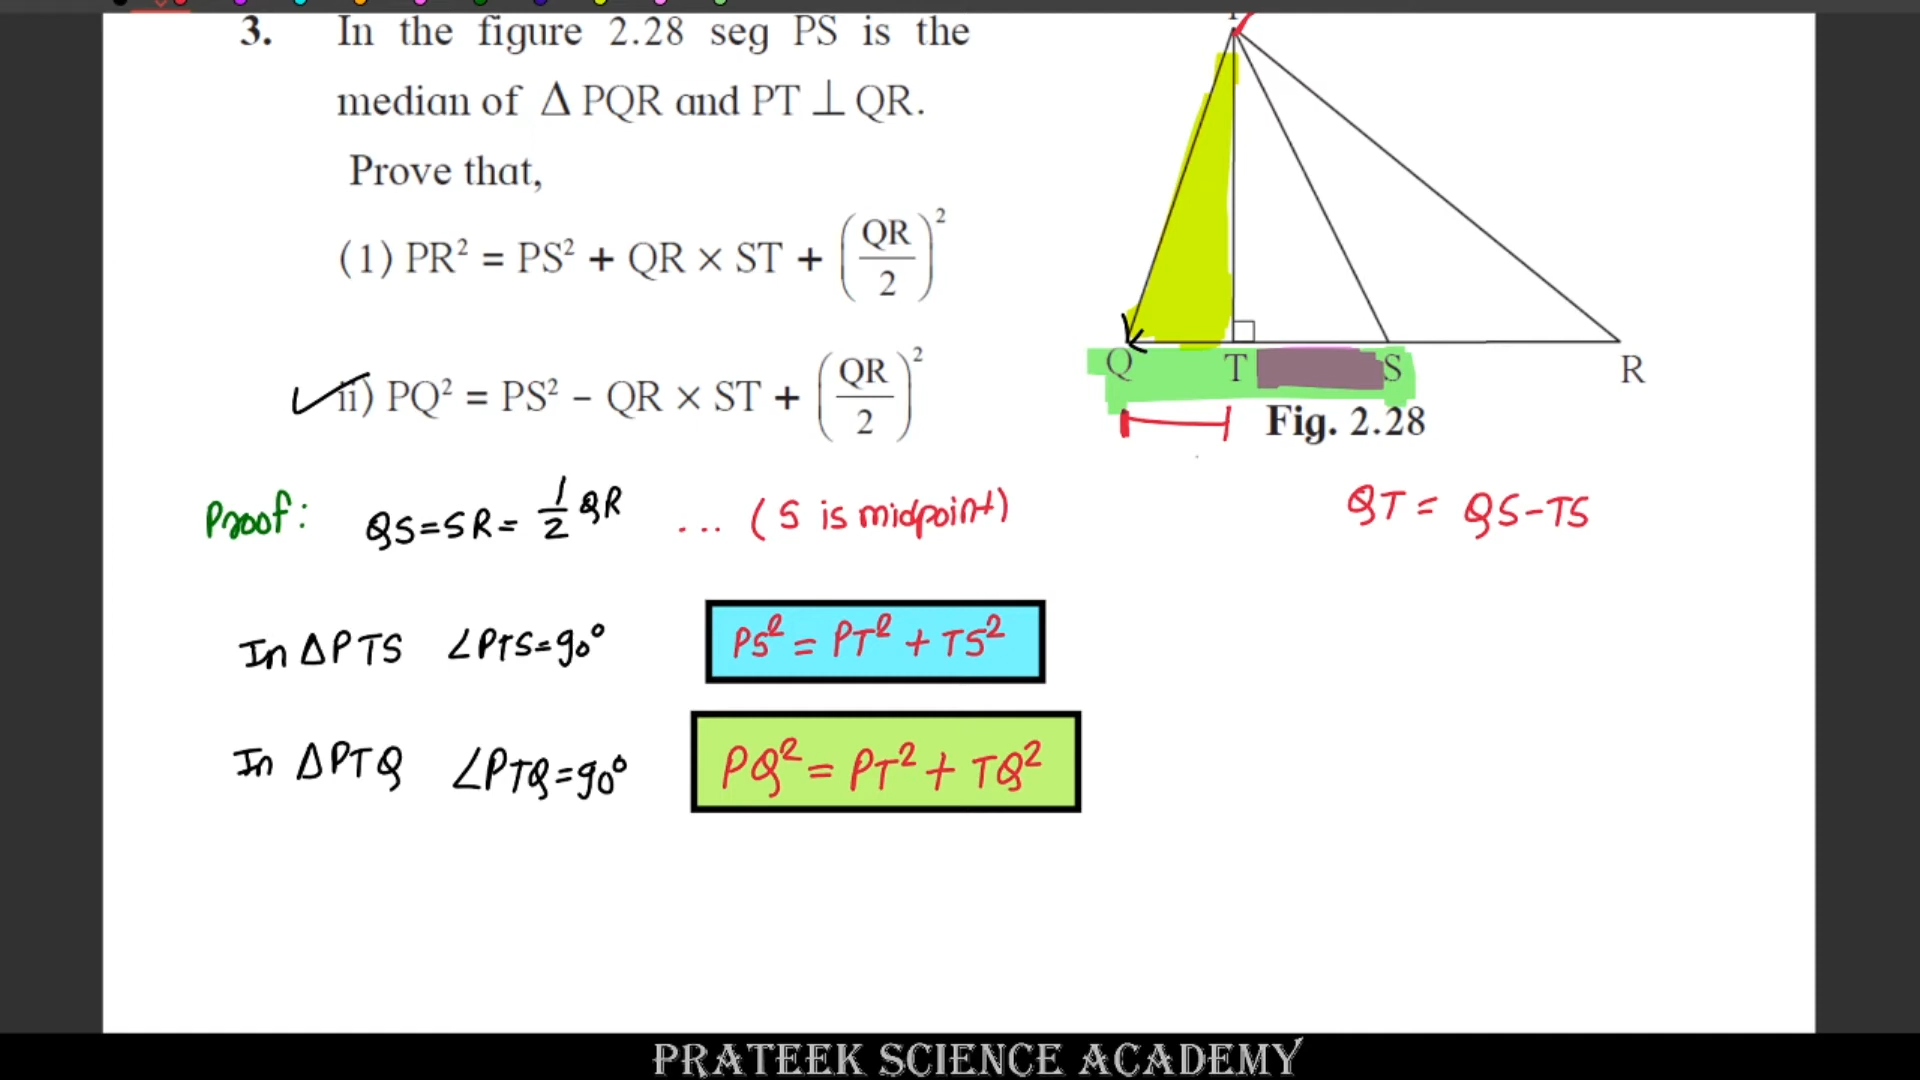 3. In the figure 2.28 seg PS is the
median of Δ PQR and PT ⊥ QR.
Prove that,
(1) PR² = PS² + QR × ST + (QR/2)²
ii) PQ² = PS² − QR × ST + (QR/2)²
Q T S R
Fig. 2.28
Proof: QS=SR= 1/2 QR ... (S is midpoint)
QT = QS-TS
In ΔPTS ∠PTS=90° PS² = PT² + TS²
In ΔPTQ ∠PTQ=90° PQ² = PT² + TQ²
PRATEEK SCIENCE ACADEMY